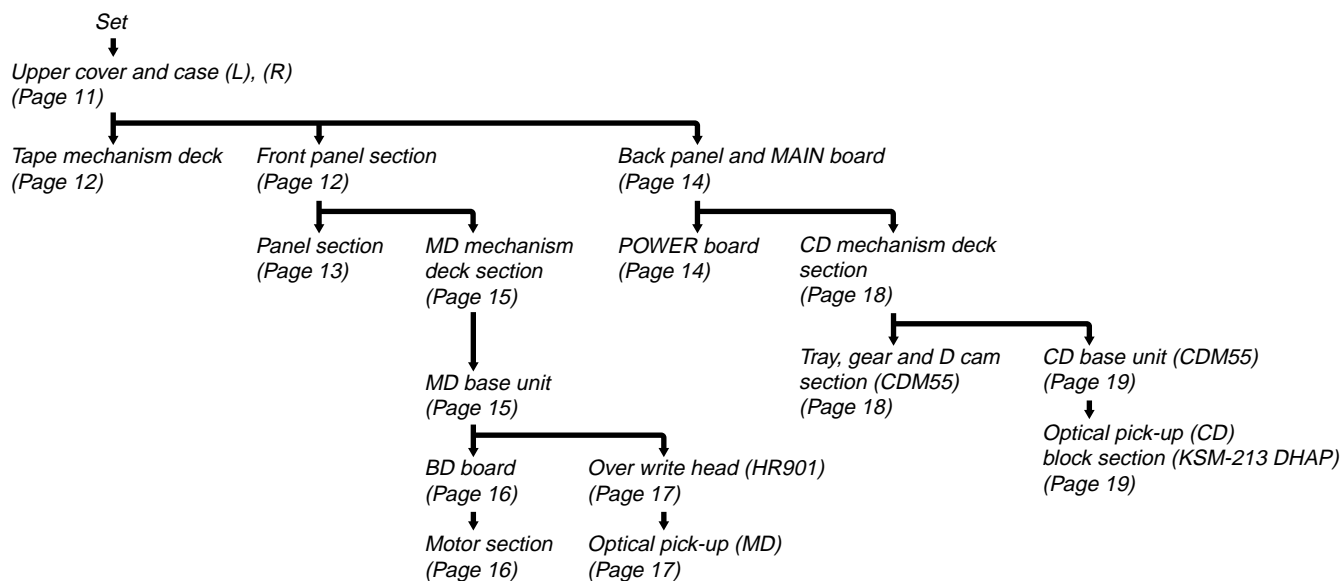 Set
Upper cover and case (L), (R)
(Page 11)
Tape mechanism deck
(Page 12)
Front panel section
(Page 12)
Back panel and MAIN board
(Page 14)
Panel section
(Page 13)
MD mechanism
deck section
(Page 15)
POWER board
(Page 14)
CD mechanism deck
section
(Page 18)
MD base unit
(Page 15)
Tray, gear and D cam
section (CDM55)
(Page 18)
CD base unit (CDM55)
(Page 19)
BD board
(Page 16)
Over write head (HR901)
(Page 17)
Optical pick-up (CD)
block section (KSM-213 DHAP)
(Page 19)
Motor section
(Page 16)
Optical pick-up (MD)
(Page 17)